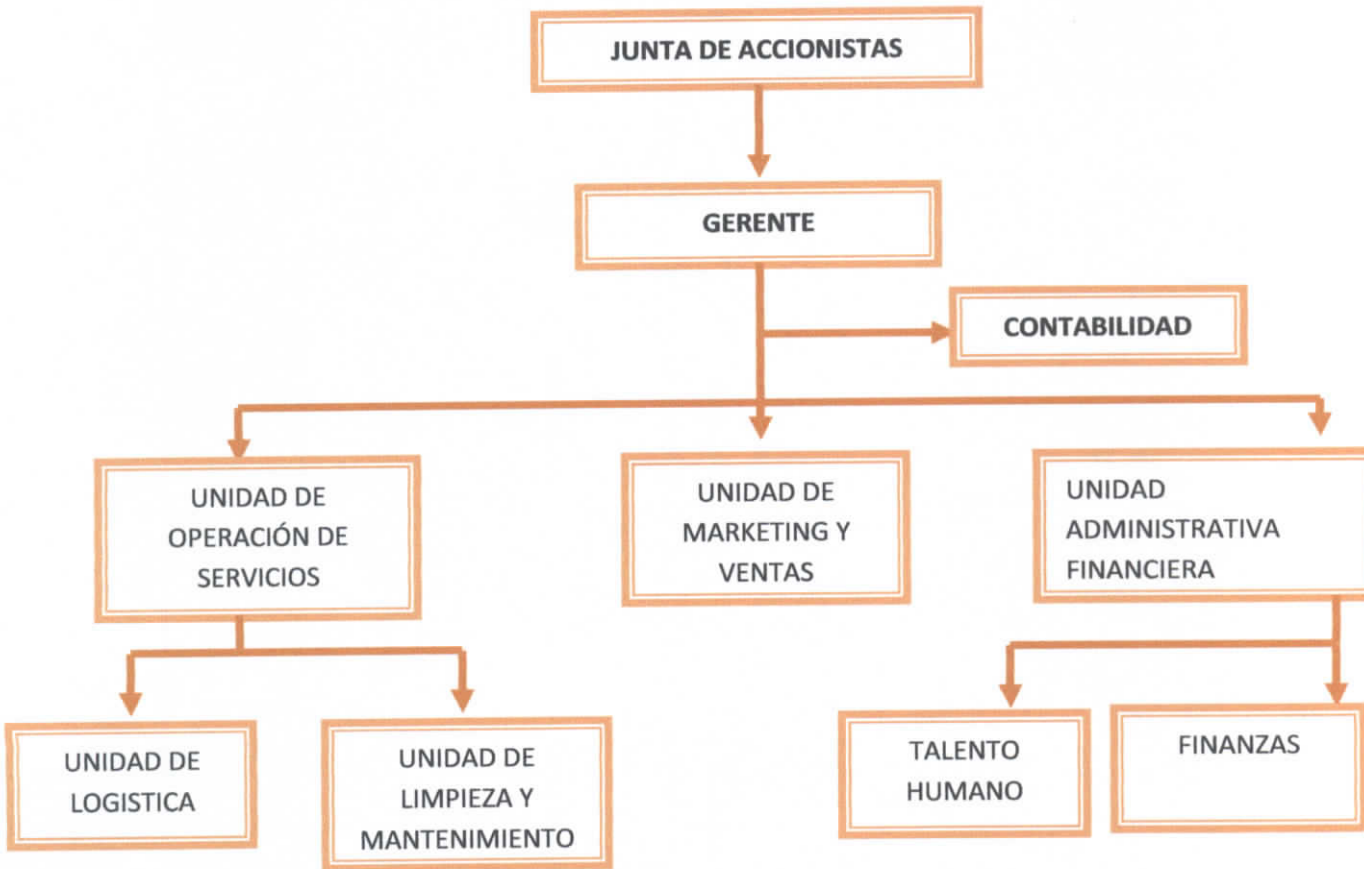 JUNTA DE ACCIONISTAS
GERENTE
CONTABILIDAD
UNIDAD DE
OPERACIÓN DE
SERVICIOS
UNIDAD DE
MARKETING Y
VENTAS
UNIDAD
ADMINISTRATIVA
FINANCIERA
UNIDAD DE
LOGISTICA
UNIDAD DE
LIMPIEZA Y
MANTENIMIENTO
TALENTO
HUMANO
FINANZAS